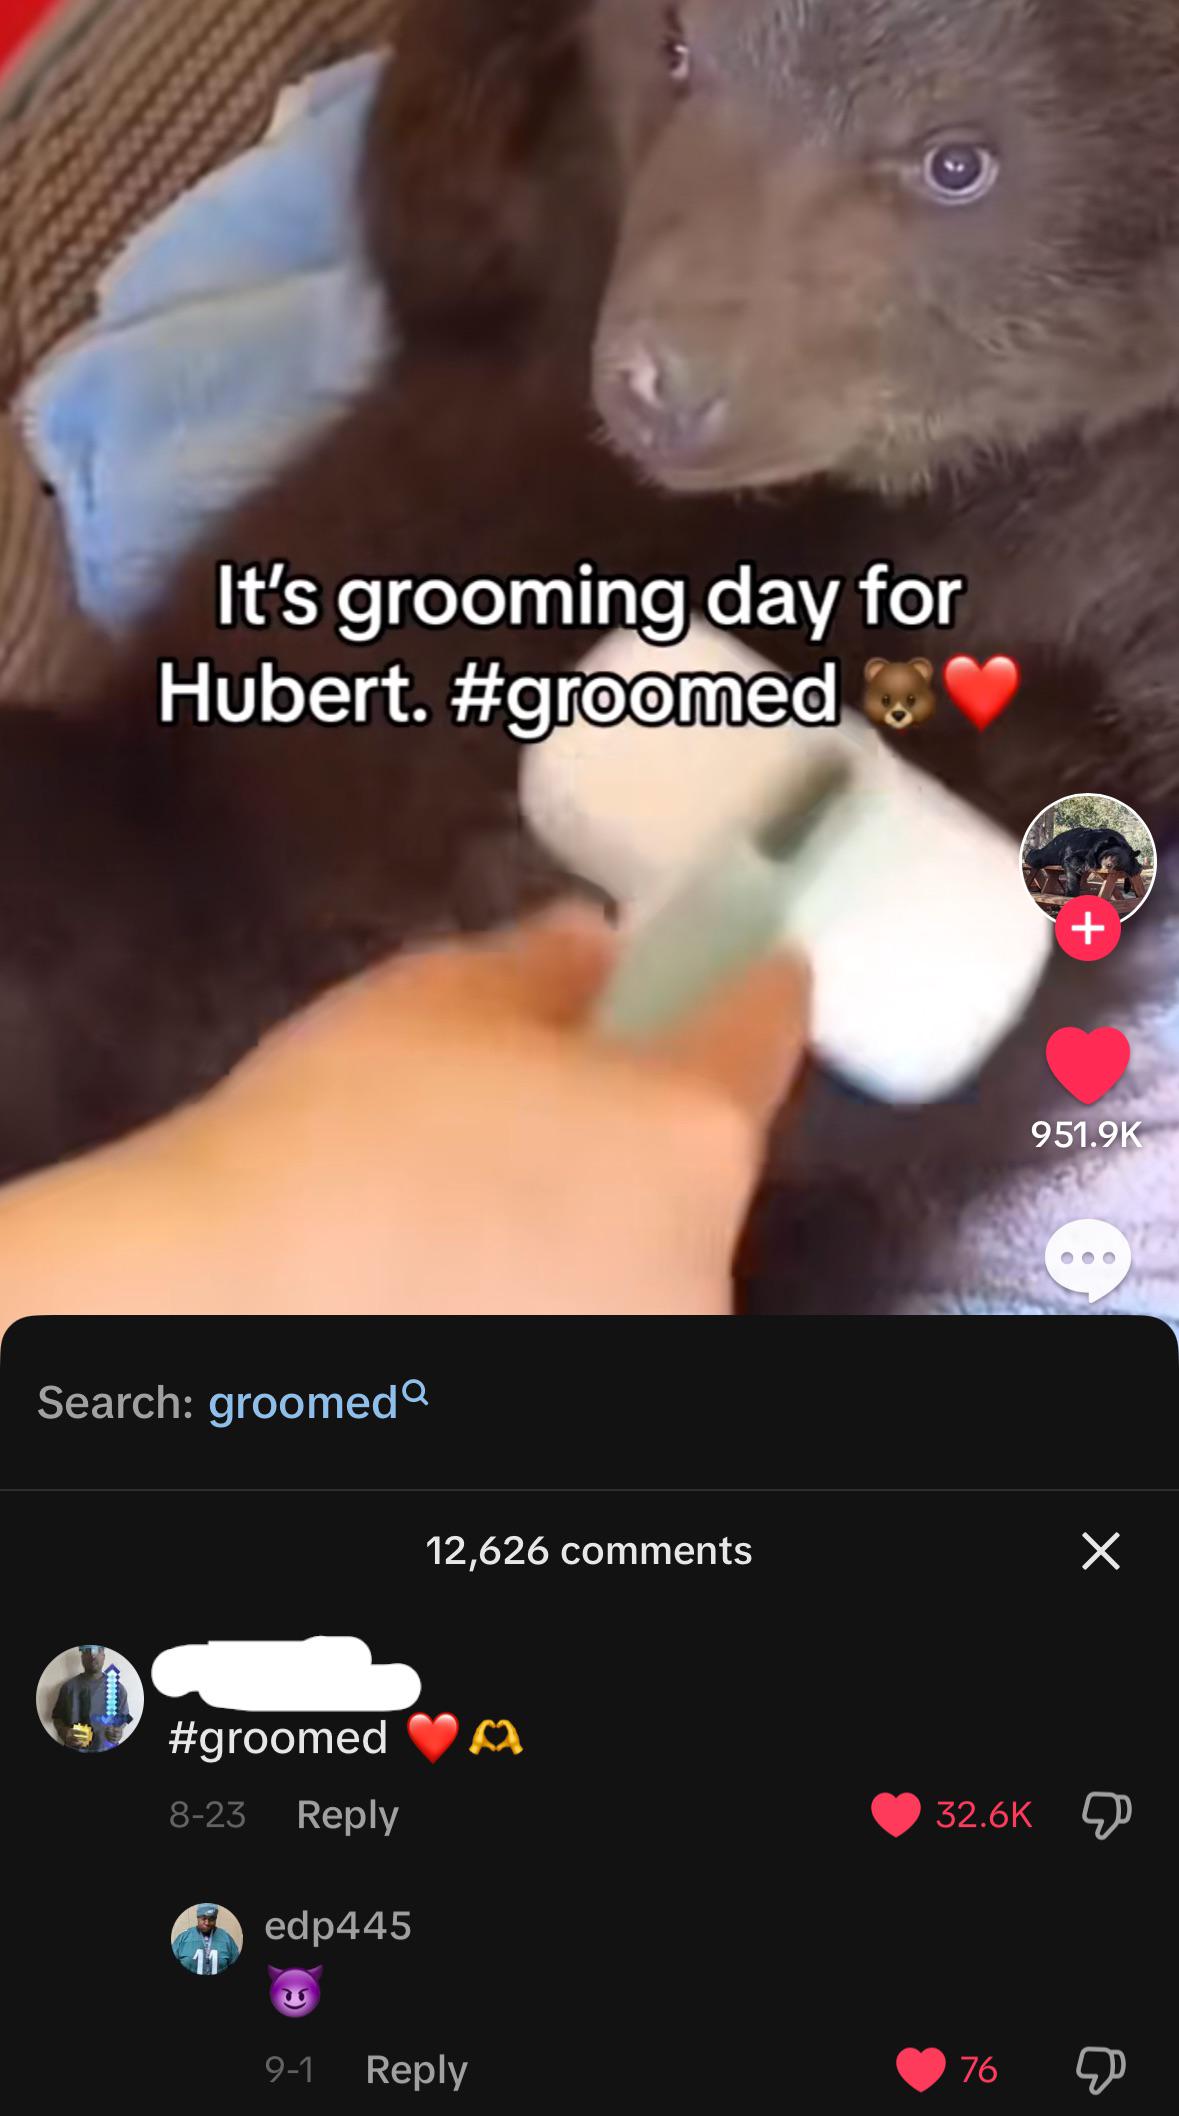 It's grooming day for
Hubert. #groomed 🐻❤️
951.9K
Search: groomed
12,626 comments
#groomed ❤️🫶
8-23 Reply 32.6K
edp445
😈
9-1 Reply 76